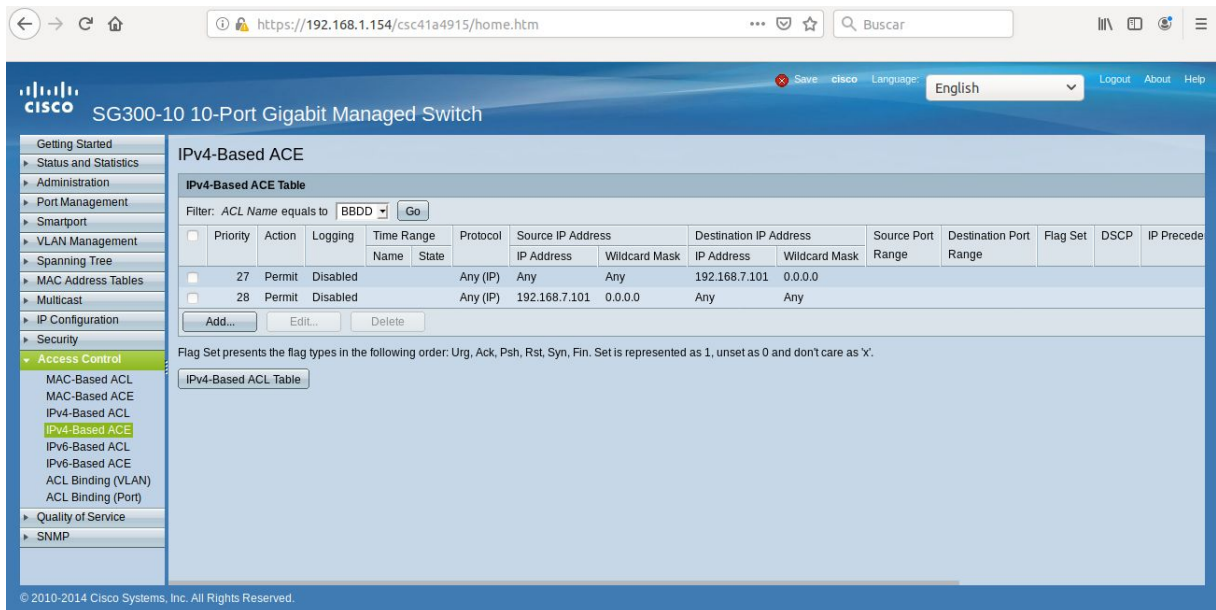 https://192.168.1.154/csc41a4915/home.htm
Buscar
Save cisco Language: English Logout About Help
CISCO
SG300-10 10-Port Gigabit Managed Switch
Getting Started
Status and Statistics
Administration
Port Management
Smartport
VLAN Management
Spanning Tree
MAC Address Tables
Multicast
IP Configuration
Security
Access Control
MAC-Based ACL
MAC-Based ACE
IPv4-Based ACL
IPv4-Based ACE
IPv6-Based ACL
IPv6-Based ACE
ACL Binding (VLAN)
ACL Binding (Port)
Quality of Service
SNMP
IPv4-Based ACE
IPv4-Based ACE Table
Filter: ACL Name equals to BBDD Go
Priority Action Logging Time Range Protocol Source IP Address Destination IP Address Source Port Range Destination Port Range Flag Set DSCP IP Precede
Name State IP Address Wildcard Mask IP Address Wildcard Mask
27 Permit Disabled Any (IP) Any Any 192.168.7.101 0.0.0.0
28 Permit Disabled Any (IP) 192.168.7.101 0.0.0.0 Any Any
Add... Edit... Delete
Flag Set presents the flag types in the following order: Urg, Ack, Psh, Rst, Syn, Fin. Set is represented as 1, unset as 0 and don't care as 'x'.
IPv4-Based ACL Table
© 2010-2014 Cisco Systems, Inc. All Rights Reserved.